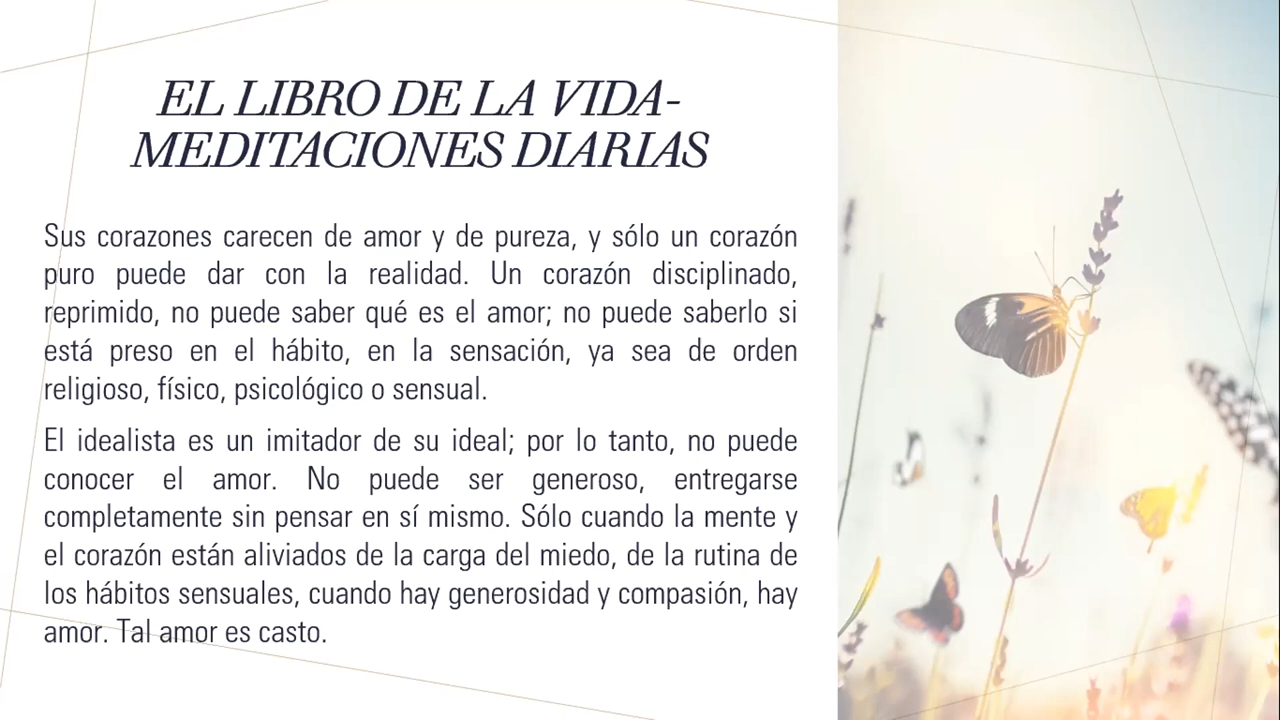 EL LIBRO DE LA VIDA-
MEDITACIONES DIARIAS
Sus corazones carecen de amor y de pureza, y sólo un corazón
puro puede dar con la realidad. Un corazón disciplinado,
reprimido, no puede saber qué es el amor; no puede saberlo si
está preso en el hábito, en la sensación, ya sea de orden
religioso, físico, psicológico o sensual.
El idealista es un imitador de su ideal; por lo tanto, no puede
conocer el amor. No puede ser generoso, entregarse
completamente sin pensar en sí mismo. Sólo cuando la mente y
el corazón están aliviados de la carga del miedo, de la rutina de
los hábitos sensuales, cuando hay generosidad y compasión, hay
amor. Tal amor es casto.